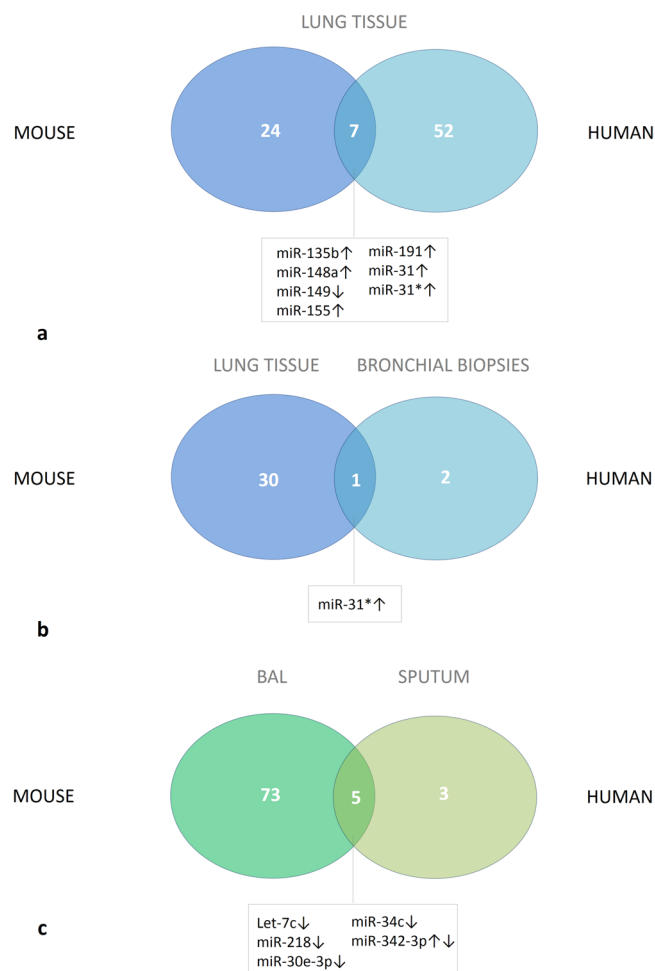 LUNG TISSUE
MOUSE 24 7 52 HUMAN
miR-135b↑ miR-191↑
miR-148a↑ miR-31↑
miR-149↓ miR-31*↑
miR-155↑
a
LUNG TISSUE BRONCHIAL BIOPSIES
MOUSE 30 1 2 HUMAN
miR-31*↑
b
BAL SPUTUM
MOUSE 73 5 3 HUMAN
Let-7c↓ miR-34c↓
miR-218↓ miR-342-3p↑↓
miR-30e-3p↓
c